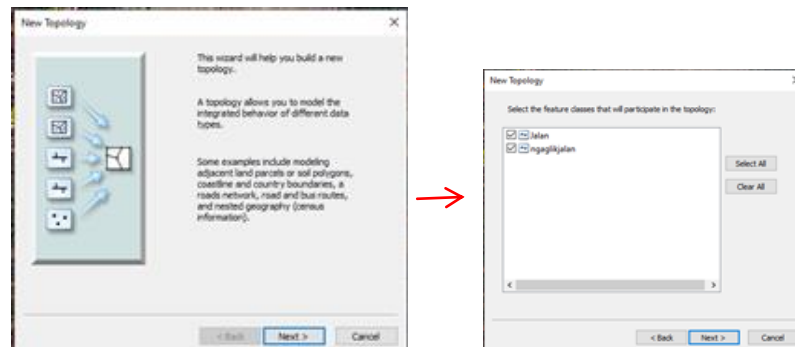 New Topology
This wizard will help you build a new
topology.
A topology allows you to model the
integrated behavior of different data
types.
Some examples include modeling
adjacent land parcels or soil polygons,
coastline and country boundaries, a
roads network, road and bus routes,
and nested geography (census
information).
< Back
Next >
Cancel
New Topology
Select the feature classes that will participate in the topology:
Jalan
ngaglikjalan
Select All
Clear All
< Back
Next >
Cancel